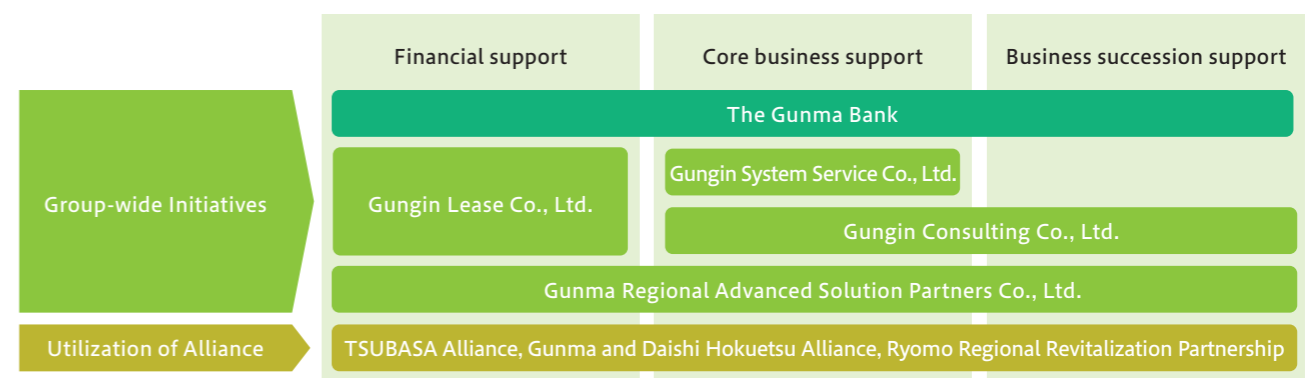 Financial support
Core business support
Business succession support
Group-wide Initiatives
The Gunma Bank
Gungin Lease Co., Ltd.
Gungin System Service Co., Ltd.
Gungin Consulting Co., Ltd.
Gunma Regional Advanced Solution Partners Co., Ltd.
Utilization of Alliance
TSUBASA Alliance, Gunma and Daishi Hokuetsu Alliance, Ryomo Regional Revitalization Partnership